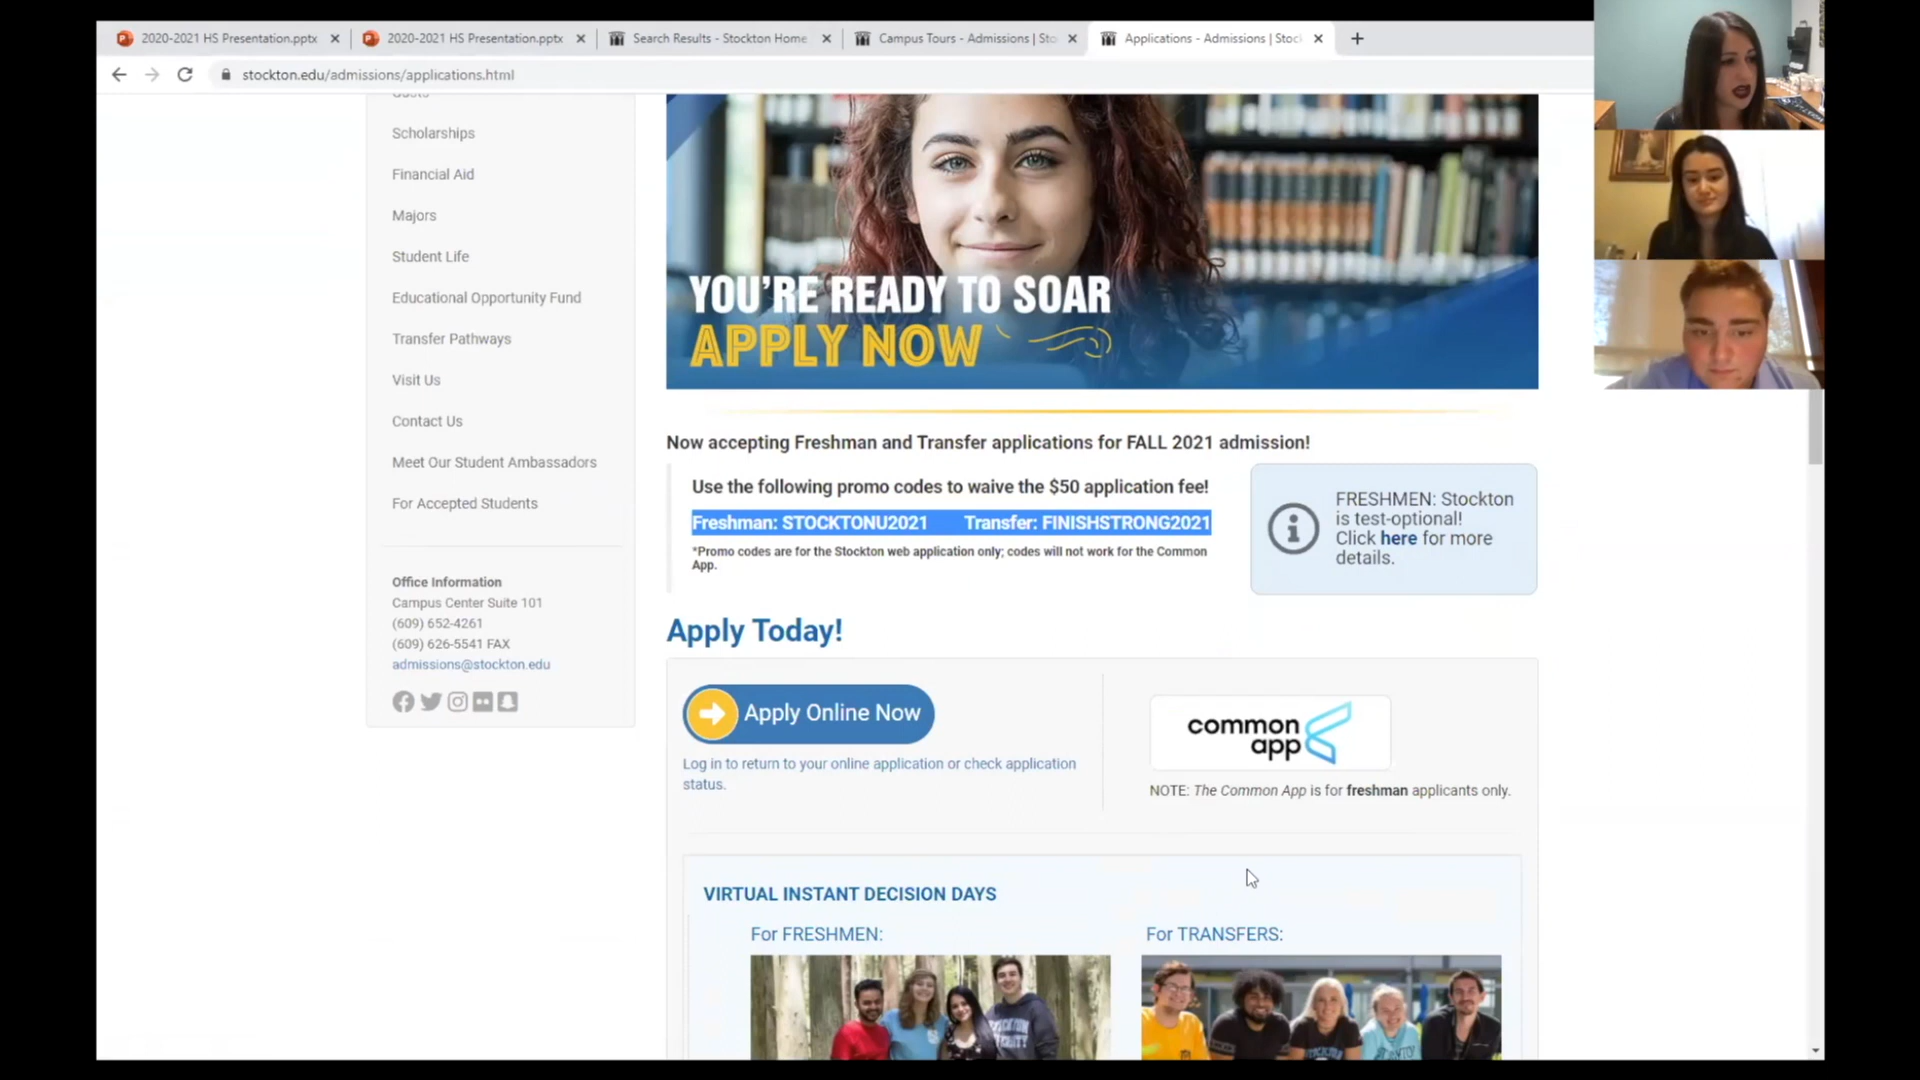 2020-2021 HS Presentation.pptx
2020-2021 HS Presentation.pptx
Search Results - Stockton Home
Campus Tours - Admissions | Sto
Applications - Admissions | Stoc
stockton.edu/admissions/applications.html
Scholarships
Financial Aid
Majors
Student Life
Educational Opportunity Fund
Transfer Pathways
Visit Us
Contact Us
Meet Our Student Ambassadors
For Accepted Students
Office Information
Campus Center Suite 101
(609) 652-4261
(609) 626-5541 FAX
admissions@stockton.edu
YOU'RE READY TO SOAR
APPLY NOW
Now accepting Freshman and Transfer applications for FALL 2021 admission!
Use the following promo codes to waive the $50 application fee!
Freshman: STOCKTONU2021 Transfer: FINISHSTRONG2021
*Promo codes are for the Stockton web application only; codes will not work for the Common
App.
FRESHMEN: Stockton
is test-optional!
Click here for more
details.
Apply Today!
Apply Online Now
Log in to return to your online application or check application
status.
common
app
NOTE: The Common App is for freshman applicants only.
VIRTUAL INSTANT DECISION DAYS
For FRESHMEN:
For TRANSFERS: